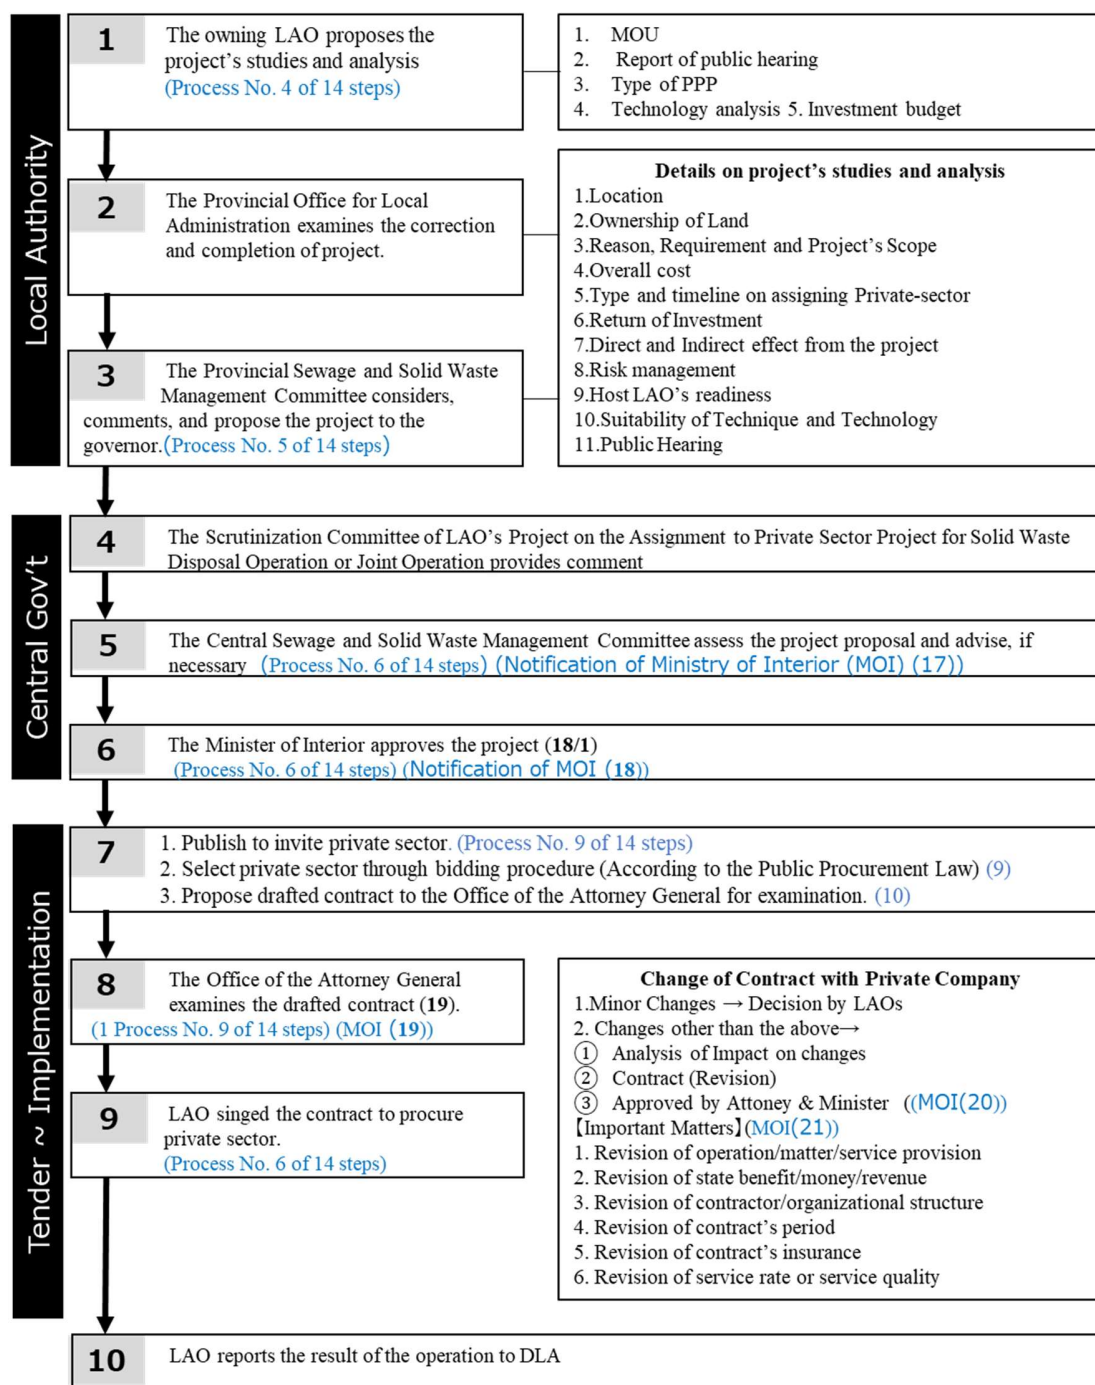 Local Authority
1
The owning LAO proposes the
project's studies and analysis
(Process No. 4 of 14 steps)
1. MOU
2. Report of public hearing
3. Type of PPP
4. Technology analysis 5. Investment budget
2
The Provincial Office for Local
Administration examines the correction
and completion of project.
3
The Provincial Sewage and Solid Waste
Management Committee considers,
comments, and propose the project to the
governor.(Process No. 5 of 14 steps)
Details on project's studies and analysis
1.Location
2.Ownership of Land
3.Reason, Requirement and Project's Scope
4.Overall cost
5.Type and timeline on assigning Private-sector
6.Return of Investment
7.Direct and Indirect effect from the project
8.Risk management
9.Host LAO's readiness
10.Suitability of Technique and Technology
11.Public Hearing
Central Gov't
4
The Scrutinization Committee of LAO's Project on the Assignment to Private Sector Project for Solid Waste
Disposal Operation or Joint Operation provides comment
5
The Central Sewage and Solid Waste Management Committee assess the project proposal and advise, if
necessary (Process No. 6 of 14 steps) (Notification of Ministry of Interior (MOI) (17))
6
The Minister of Interior approves the project (18/1)
(Process No. 6 of 14 steps) (Notification of MOI (18))
Tender ~ Implementation
7
1. Publish to invite private sector. (Process No. 9 of 14 steps)
2. Select private sector through bidding procedure (According to the Public Procurement Law) (9)
3. Propose drafted contract to the Office of the Attorney General for examination. (10)
8
The Office of the Attorney General
examines the drafted contract (19).
(1 Process No. 9 of 14 steps) (MOI (19))
9
LAO singed the contract to procure
private sector.
(Process No. 6 of 14 steps)
Change of Contract with Private Company
1.Minor Changes → Decision by LAOs
2. Changes other than the above→
① Analysis of Impact on changes
② Contract (Revision)
③ Approved by Attoney & Minister ((MOI(20))
【Important Matters】(MOI(21))
1. Revision of operation/matter/service provision
2. Revision of state benefit/money/revenue
3. Revision of contractor/organizational structure
4. Revision of contract's period
5. Revision of contract's insurance
6. Revision of service rate or service quality
10
LAO reports the result of the operation to DLA